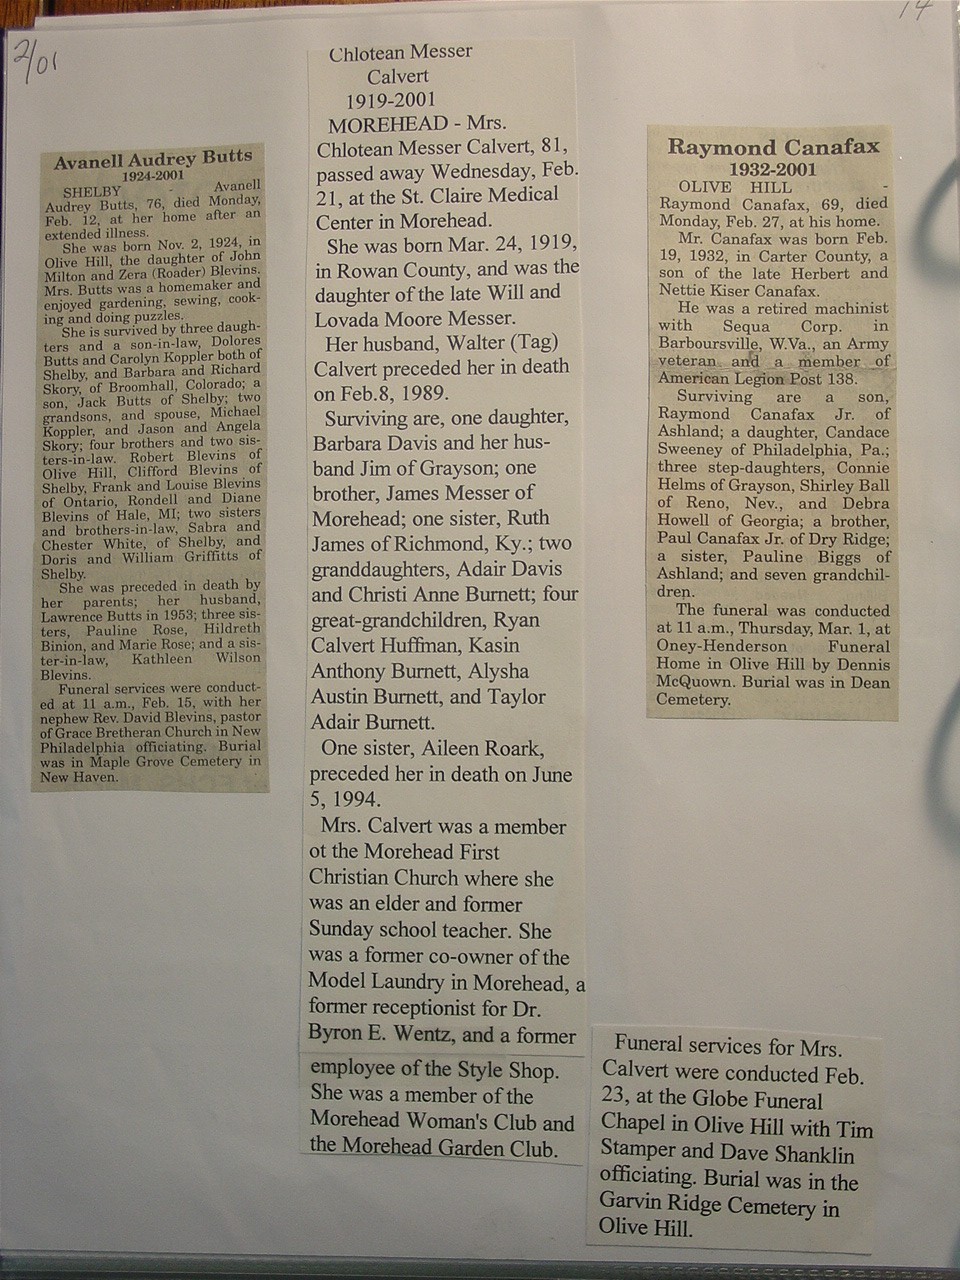 2/01
14
Avanell Audrey Butts
1924-2001
SHELBY - Avanell
Audrey Butts, 76, died Monday,
Feb. 12, at her home after an
extended illness.
She was born Nov. 2, 1924, in
Olive Hill, the daughter of John
Milton and Zera (Roader) Blevins.
Mrs. Butts was a homemaker and
enjoyed gardening, sewing, cook-
ing and doing puzzles.
She is survived by three daugh-
ters and a son-in-law, Dolores
Butts and Carolyn Koppler both of
Shelby, and Barbara and Richard
Skory, of Broomhall, Colorado; a
son, Jack Butts of Shelby; two
grandsons, and spouse, Michael
Koppler, and Jason and Angela
Skory; four brothers and two sis-
ters-in-law. Robert Blevins of
Olive Hill, Clifford Blevins of
Shelby, Frank and Louise Blevins
of Ontario, Rondell and Diane
Blevins of Hale, MI; two sisters
and brothers-in-law, Sabra and
Chester White, of Shelby, and
Doris and William Griffitts of
Shelby.
She was preceded in death by
her parents; her husband,
Lawrence Butts in 1953; three sis-
ters, Pauline Rose, Hildreth
Binion, and Marie Rose; and a sis-
ter-in-law, Kathleen Wilson
Blevins.
Funeral services were conduct-
ed at 11 a.m., Feb. 15, with her
nephew Rev. David Blevins, pastor
of Grace Bretheran Church in New
Philadelphia officiating. Burial
was in Maple Grove Cemetery in
New Haven.
Chlotean Messer
Calvert
1919-2001
MOREHEAD - Mrs.
Chlotean Messer Calvert, 81,
passed away Wednesday, Feb.
21, at the St. Claire Medical
Center in Morehead.
She was born Mar. 24, 1919,
in Rowan County, and was the
daughter of the late Will and
Lovada Moore Messer.
Her husband, Walter (Tag)
Calvert preceded her in death
on Feb.8, 1989.
Surviving are, one daughter,
Barbara Davis and her hus-
band Jim of Grayson; one
brother, James Messer of
Morehead; one sister, Ruth
James of Richmond, Ky.; two
granddaughters, Adair Davis
and Christi Anne Burnett; four
great-grandchildren, Ryan
Calvert Huffman, Kasin
Anthony Burnett, Alysha
Austin Burnett, and Taylor
Adair Burnett.
One sister, Aileen Roark,
preceded her in death on June
5, 1994.
Mrs. Calvert was a member
ot the Morehead First
Christian Church where she
was an elder and former
Sunday school teacher. She
was a former co-owner of the
Model Laundry in Morehead, a
former receptionist for Dr.
Byron E. Wentz, and a former
employee of the Style Shop.
She was a member of the
Morehead Woman's Club and
the Morehead Garden Club.
Funeral services for Mrs.
Calvert were conducted Feb.
23, at the Globe Funeral
Chapel in Olive Hill with Tim
Stamper and Dave Shanklin
officiating. Burial was in the
Garvin Ridge Cemetery in
Olive Hill.
Raymond Canafax
1932-2001
OLIVE HILL -
Raymond Canafax, 69, died
Monday, Feb. 27, at his home.
Mr. Canafax was born Feb.
19, 1932, in Carter County, a
son of the late Herbert and
Nettie Kiser Canafax.
He was a retired machinist
with Sequa Corp. in
Barboursville, W.Va., an Army
veteran and a member of
American Legion Post 138.
Surviving are a son,
Raymond Canafax Jr. of
Ashland; a daughter, Candace
Sweeney of Philadelphia, Pa.;
three step-daughters, Connie
Helms of Grayson, Shirley Ball
of Reno, Nev., and Debra
Howell of Georgia; a brother,
Paul Canafax Jr. of Dry Ridge;
a sister, Pauline Biggs of
Ashland; and seven grandchil-
dren.
The funeral was conducted
at 11 a.m., Thursday, Mar. 1, at
Oney-Henderson Funeral
Home in Olive Hill by Dennis
McQuown. Burial was in Dean
Cemetery.